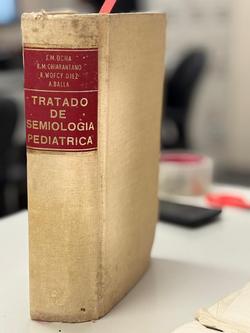 J. M. OCHA
R. M. CHIARANTANO
A. WOFCY DIEZ
A. BALLA
TRATADO
DE
SEMIOLOGIA
PEDIATRICA